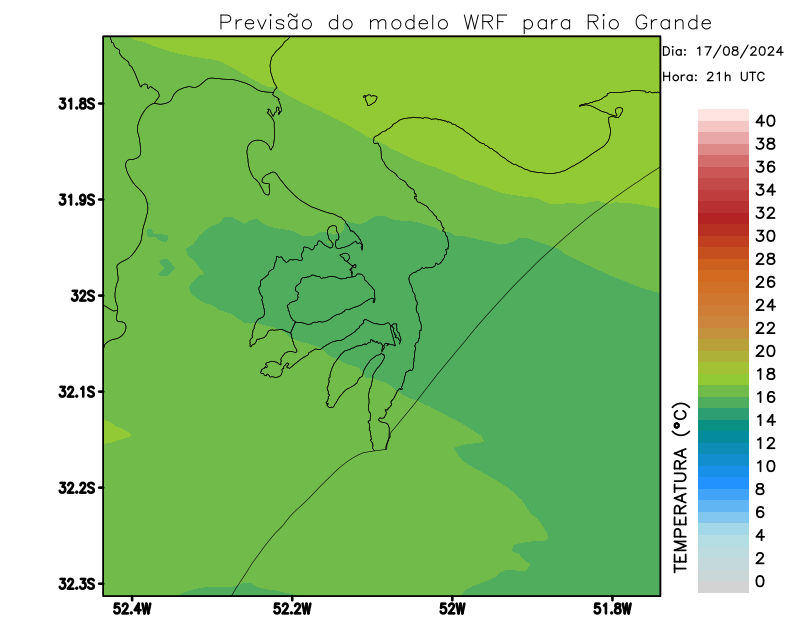 Previsão do modelo WRF para Rio Grande
Dia: 17/08/2024
Hora: 21h UTC
31.8S
31.9S
32S
32.1S
32.2S
32.3S
52.4W
52.2W
52W
51.8W
TEMPERATURA (°C)
40
38
36
34
32
30
28
26
24
22
20
18
16
14
12
10
8
6
4
2
0